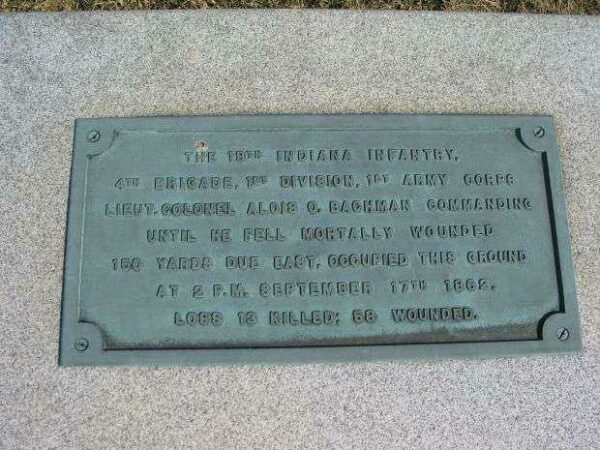 THE 19TH INDIANA INFANTRY,
4TH BRIGADE, 1ST DIVISION, 1ST ARMY CORPS
LIEUT. COLONEL ALOIS O. BACHMAN COMMANDING
UNTIL HE FELL MORTALLY WOUNDED
150 YARDS DUE EAST, OCCUPIED THIS GROUND
AT 2 P.M. SEPTEMBER 17TH 1862.
LOSS 13 KILLED; 58 WOUNDED.